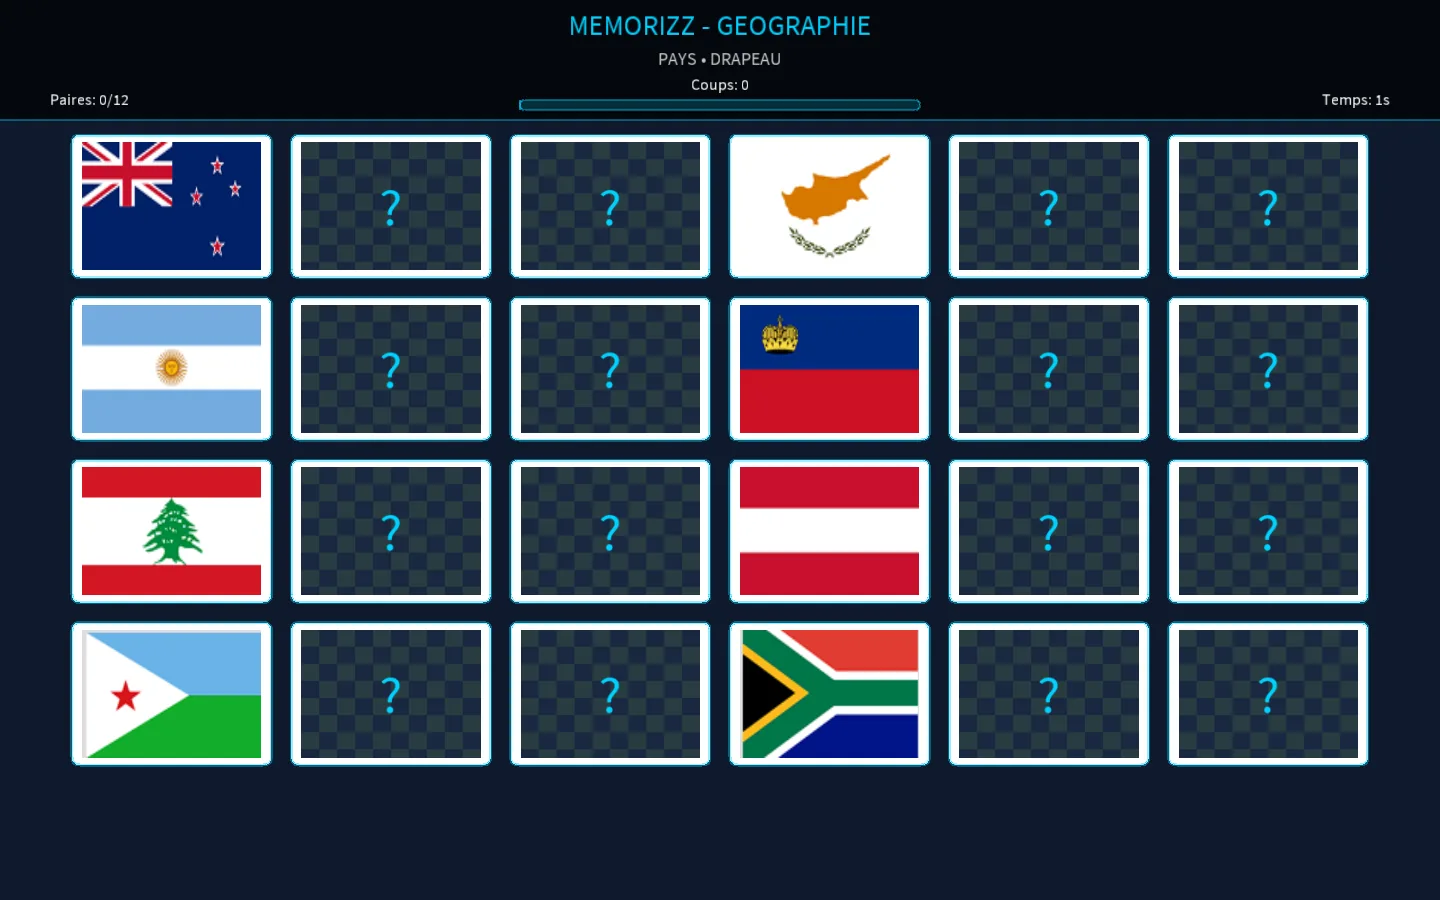 MEMORIZZ - GEOGRAPHIE
PAYS • DRAPEAU
Coups: 0
Paires: 0/12
Temps: 1s
? ? ? ?
? ? ? ?
? ? ? ?
? ? ? ?